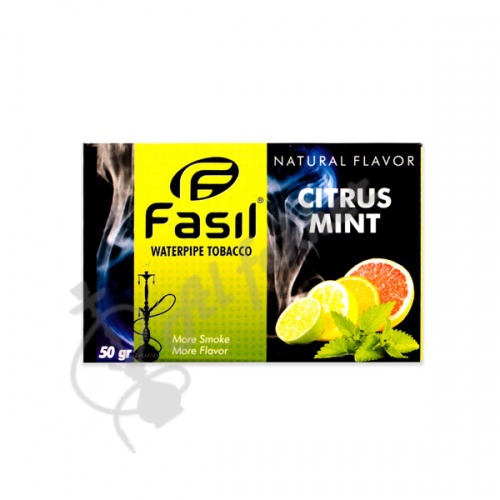 Fasil®
WATERPIPE TOBACCO
More Smoke
More Flavor
50 gr
NATURAL FLAVOR
CITRUS
MINT